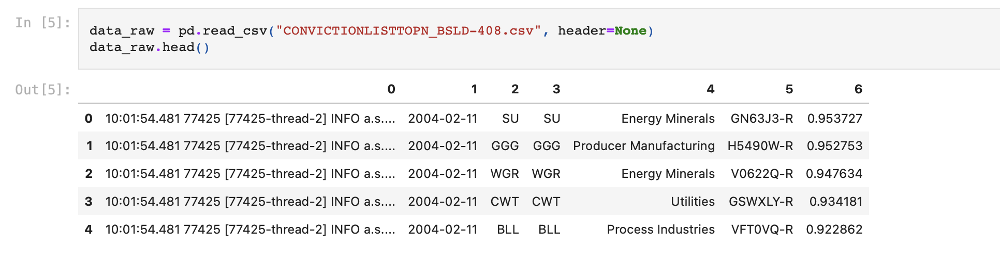 In [5]:
data_raw = pd.read_csv("CONVICTIONLISTTOPN_BSLD-408.csv", header=None)
data_raw.head()
Out[5]:
0 1 2 3 4 5 6
0 10:01:54.481 77425 [77425-thread-2] INFO a.s.... 2004-02-11 SU SU Energy Minerals GN63J3-R 0.953727
1 10:01:54.481 77425 [77425-thread-2] INFO a.s.... 2004-02-11 GGG GGG Producer Manufacturing H5490W-R 0.952753
2 10:01:54.481 77425 [77425-thread-2] INFO a.s.... 2004-02-11 WGR WGR Energy Minerals V0622Q-R 0.947634
3 10:01:54.481 77425 [77425-thread-2] INFO a.s.... 2004-02-11 CWT CWT Utilities GSWXLY-R 0.934181
4 10:01:54.481 77425 [77425-thread-2] INFO a.s.... 2004-02-11 BLL BLL Process Industries VFT0VQ-R 0.922862